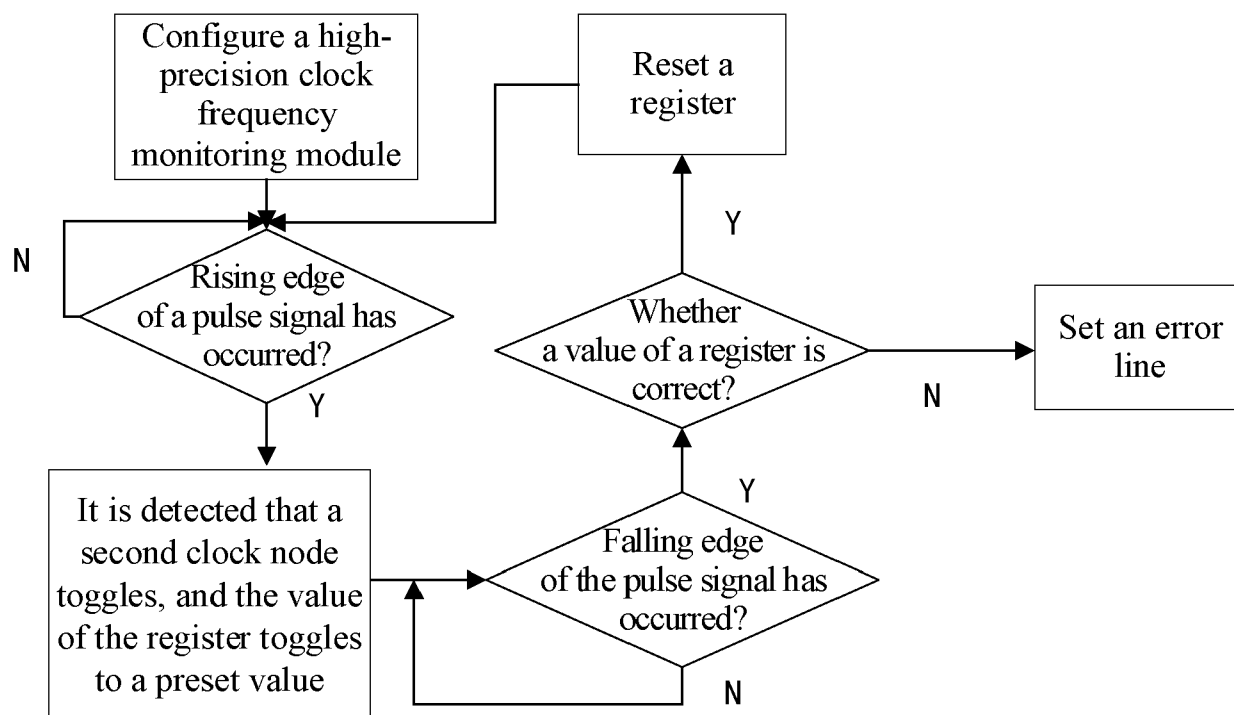 Configure a high-
precision clock
frequency
monitoring module
N
Rising edge
of a pulse signal has
occurred?
Y
It is detected that a
second clock node
toggles, and the value
of the register toggles
to a preset value
Falling edge
of the pulse signal has
occurred?
N
Y
Whether
a value of a register is
correct?
Y
Reset a
register
N
Set an error
line